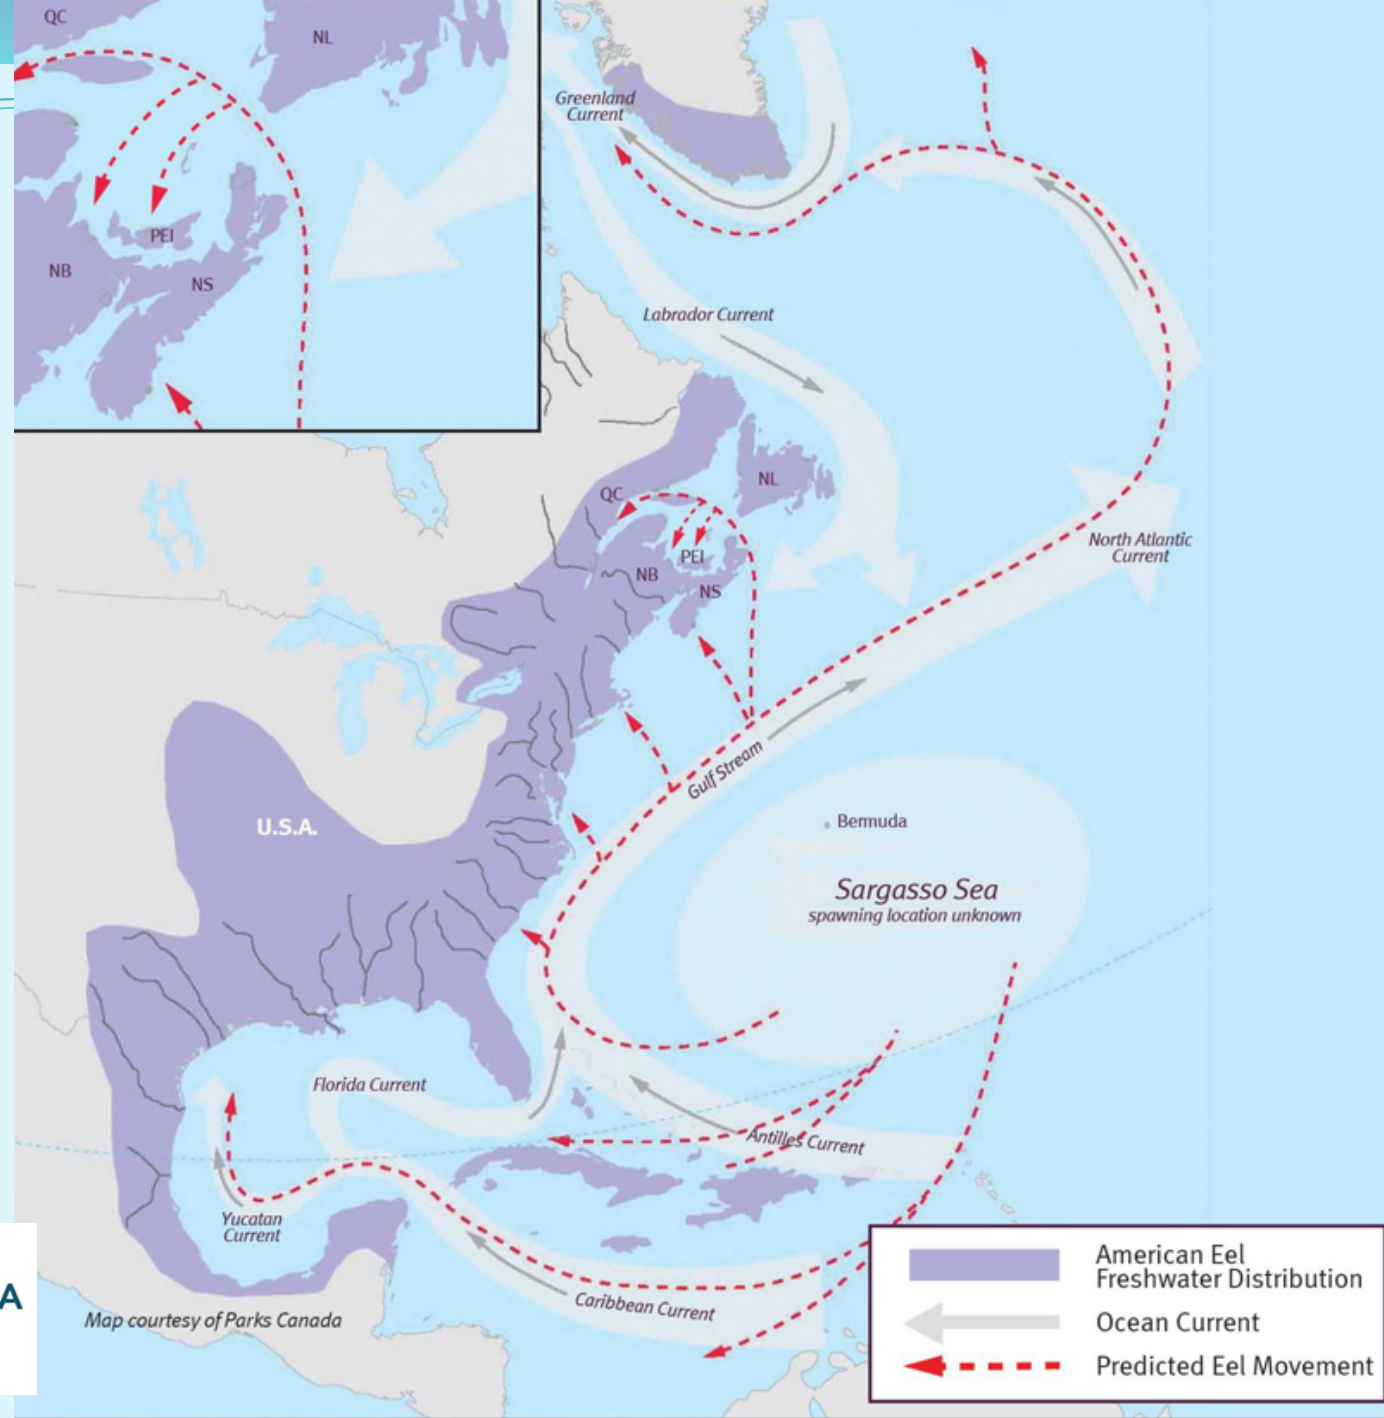 QC
NL
PEI
NB
NS
Greenland
Current
Labrador Current
NL
QC
PEI
NB
NS
North Atlantic
Current
Gulf Stream
U.S.A.
Bermuda
Sargasso Sea
spawning location unknown
Florida Current
Antilles Current
Yucatan
Current
Caribbean Current
A
Map courtesy of Parks Canada
American Eel
Freshwater Distribution
Ocean Current
Predicted Eel Movement